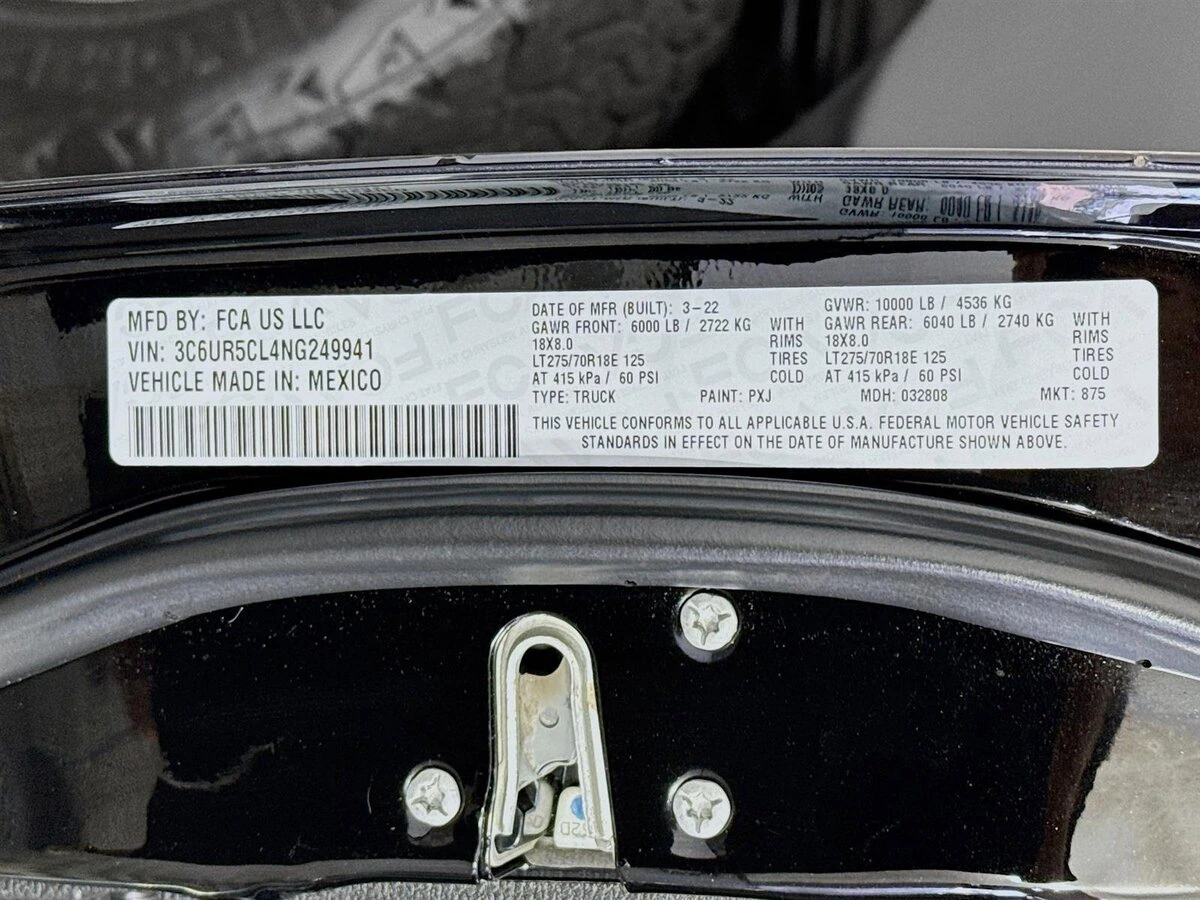 MFD BY: FCA US LLC
VIN: 3C6UR5CL4NG249941
VEHICLE MADE IN: MEXICO
DATE OF MFR (BUILT): 3-22
GAWR FRONT: 6000 LB / 2722 KG WITH
18X8.0 RIMS
LT275/70R18E 125 TIRES
AT 415 kPa / 60 PSI COLD
GVWR: 10000 LB / 4536 KG
GAWR REAR: 6040 LB / 2740 KG WITH
18X8.0 RIMS
LT275/70R18E 125 TIRES
AT 415 kPa / 60 PSI COLD
TYPE: TRUCK PAINT: PXJ MDH: 032808 MKT: 875
THIS VEHICLE CONFORMS TO ALL APPLICABLE U.S.A. FEDERAL MOTOR VEHICLE SAFETY
STANDARDS IN EFFECT ON THE DATE OF MANUFACTURE SHOWN ABOVE.